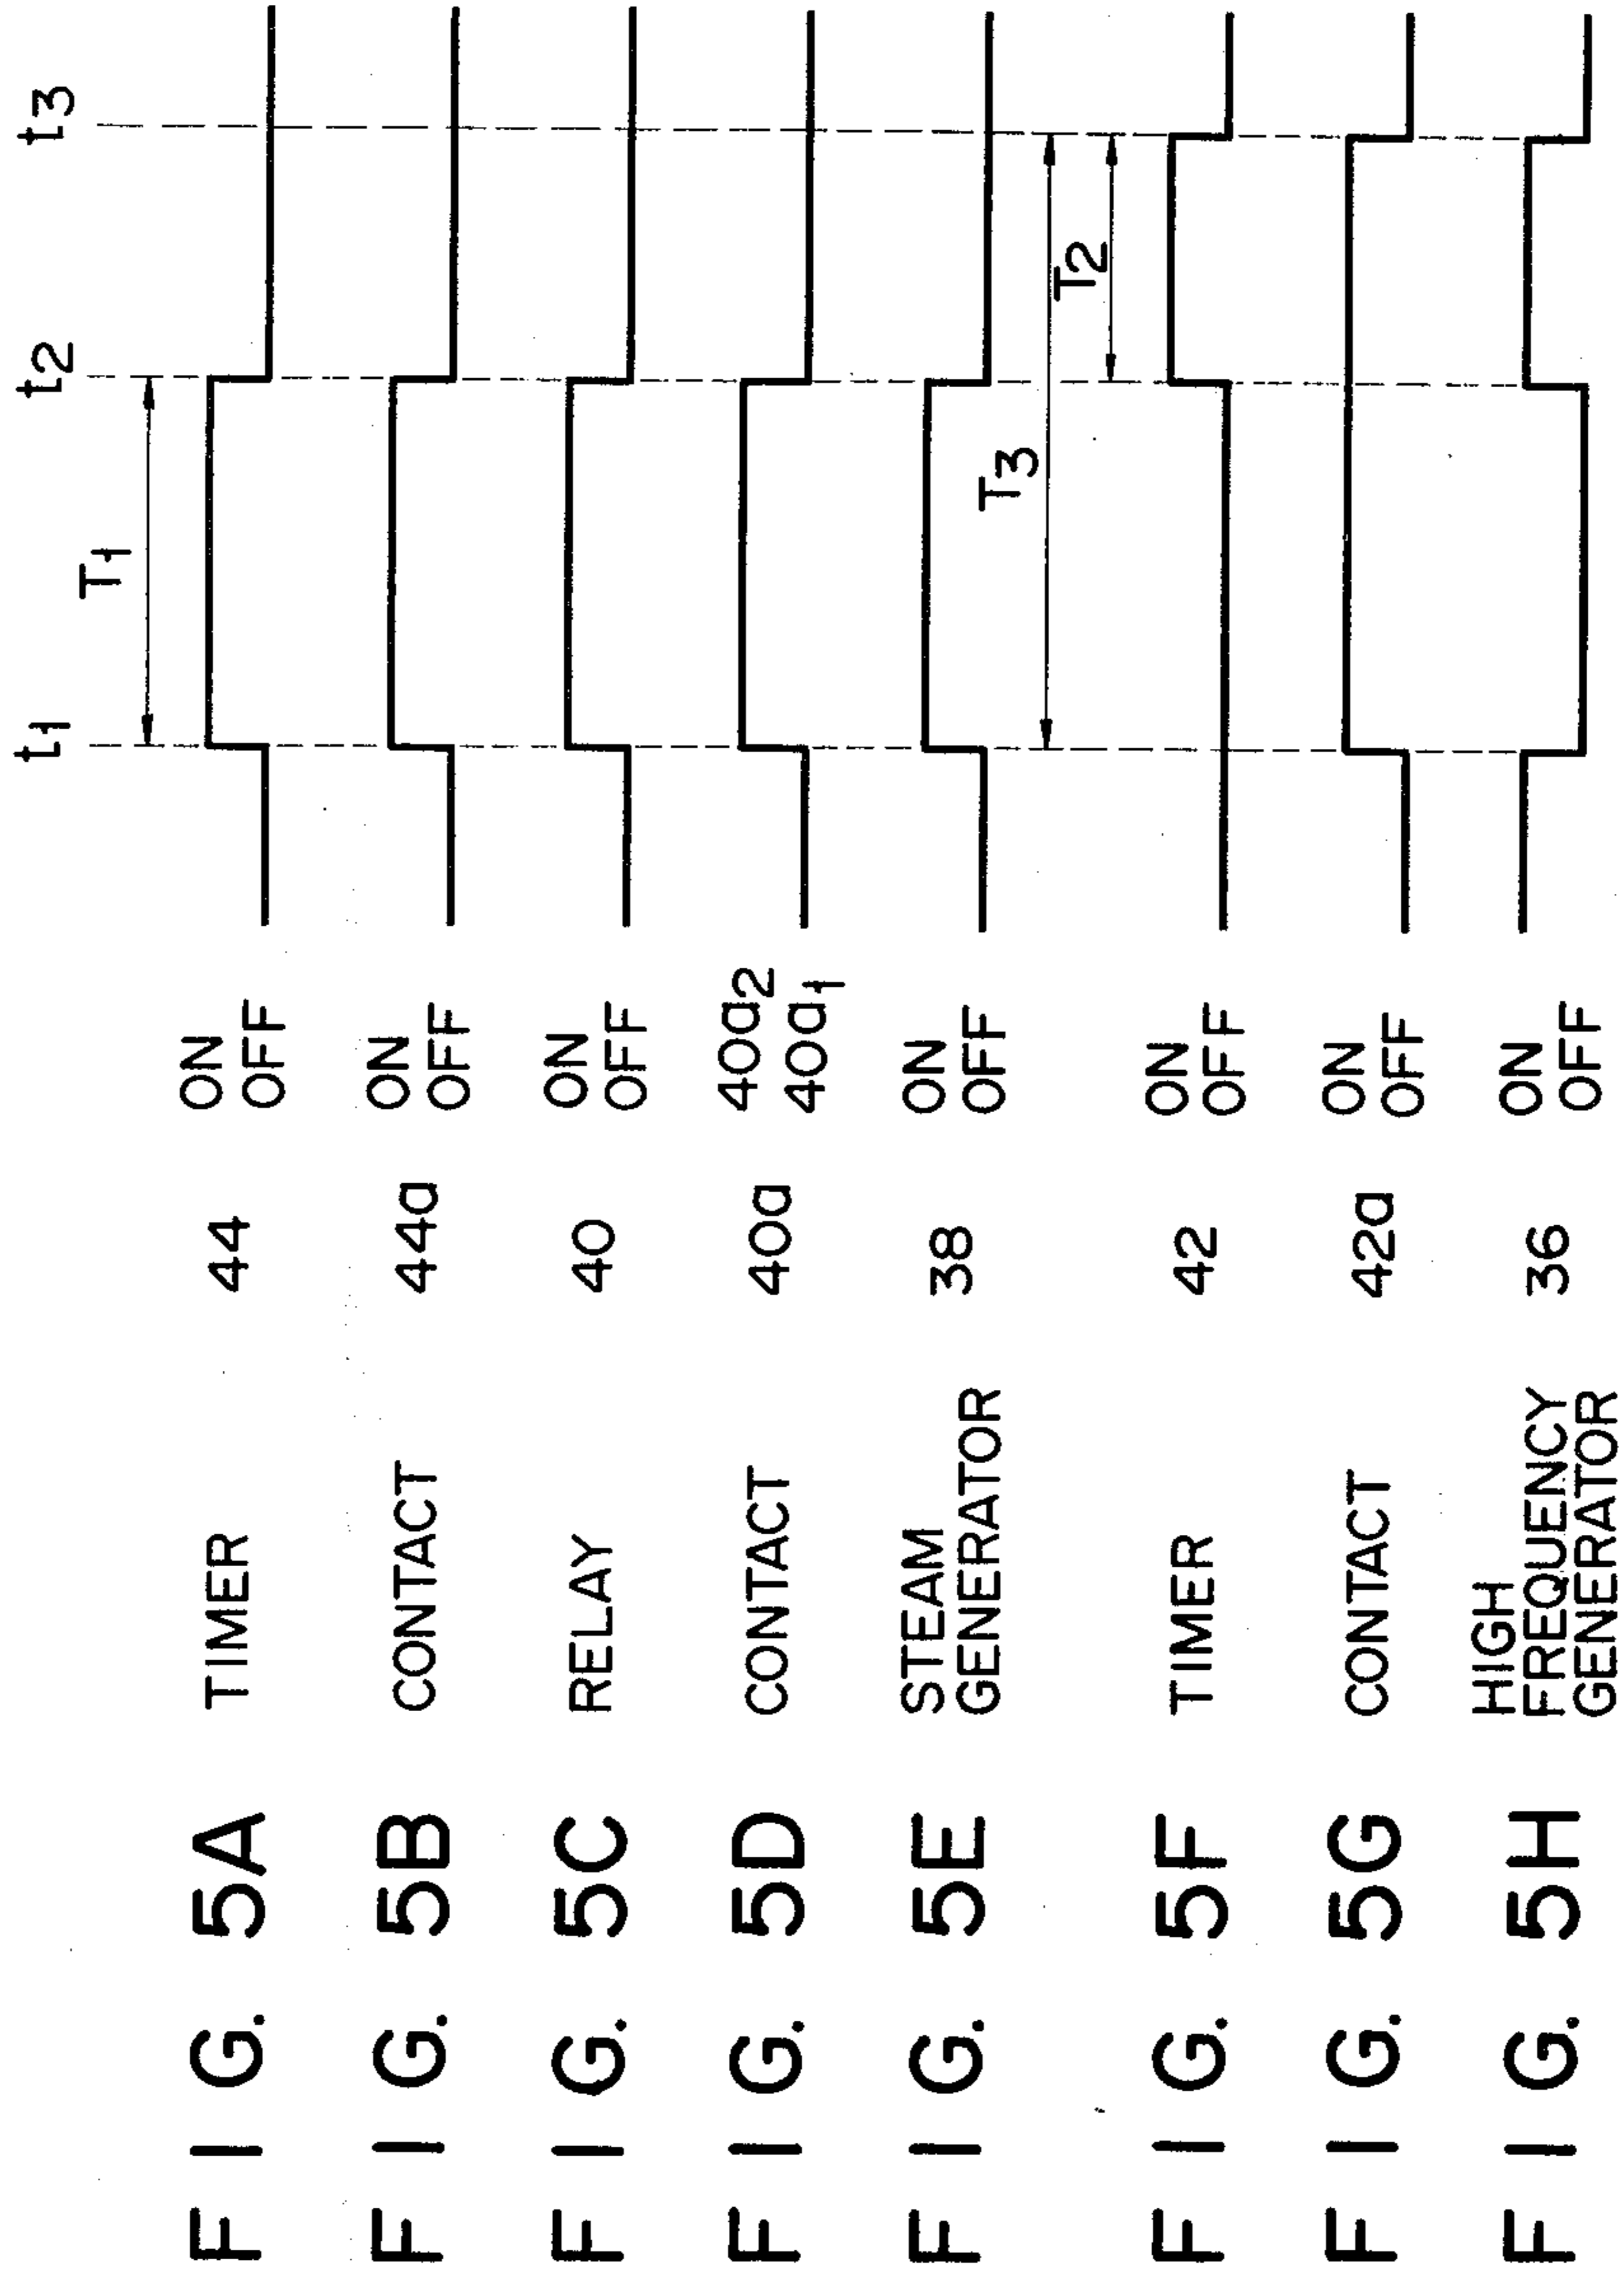 t1 t2 t3
T1
FIG. 5A TIMER 44 ON
OFF
FIG. 5B CONTACT 44a ON
OFF
FIG. 5C RELAY 40 ON
OFF
FIG. 5D CONTACT 40a 40a2
40a1
FIG. 5E STEAM
GENERATOR 38 ON
OFF
T3
T2
FIG. 5F TIMER 42 ON
OFF
FIG. 5G CONTACT 42a ON
OFF
FIG. 5H HIGH
FREQUENCY
GENERATOR 36 ON
OFF